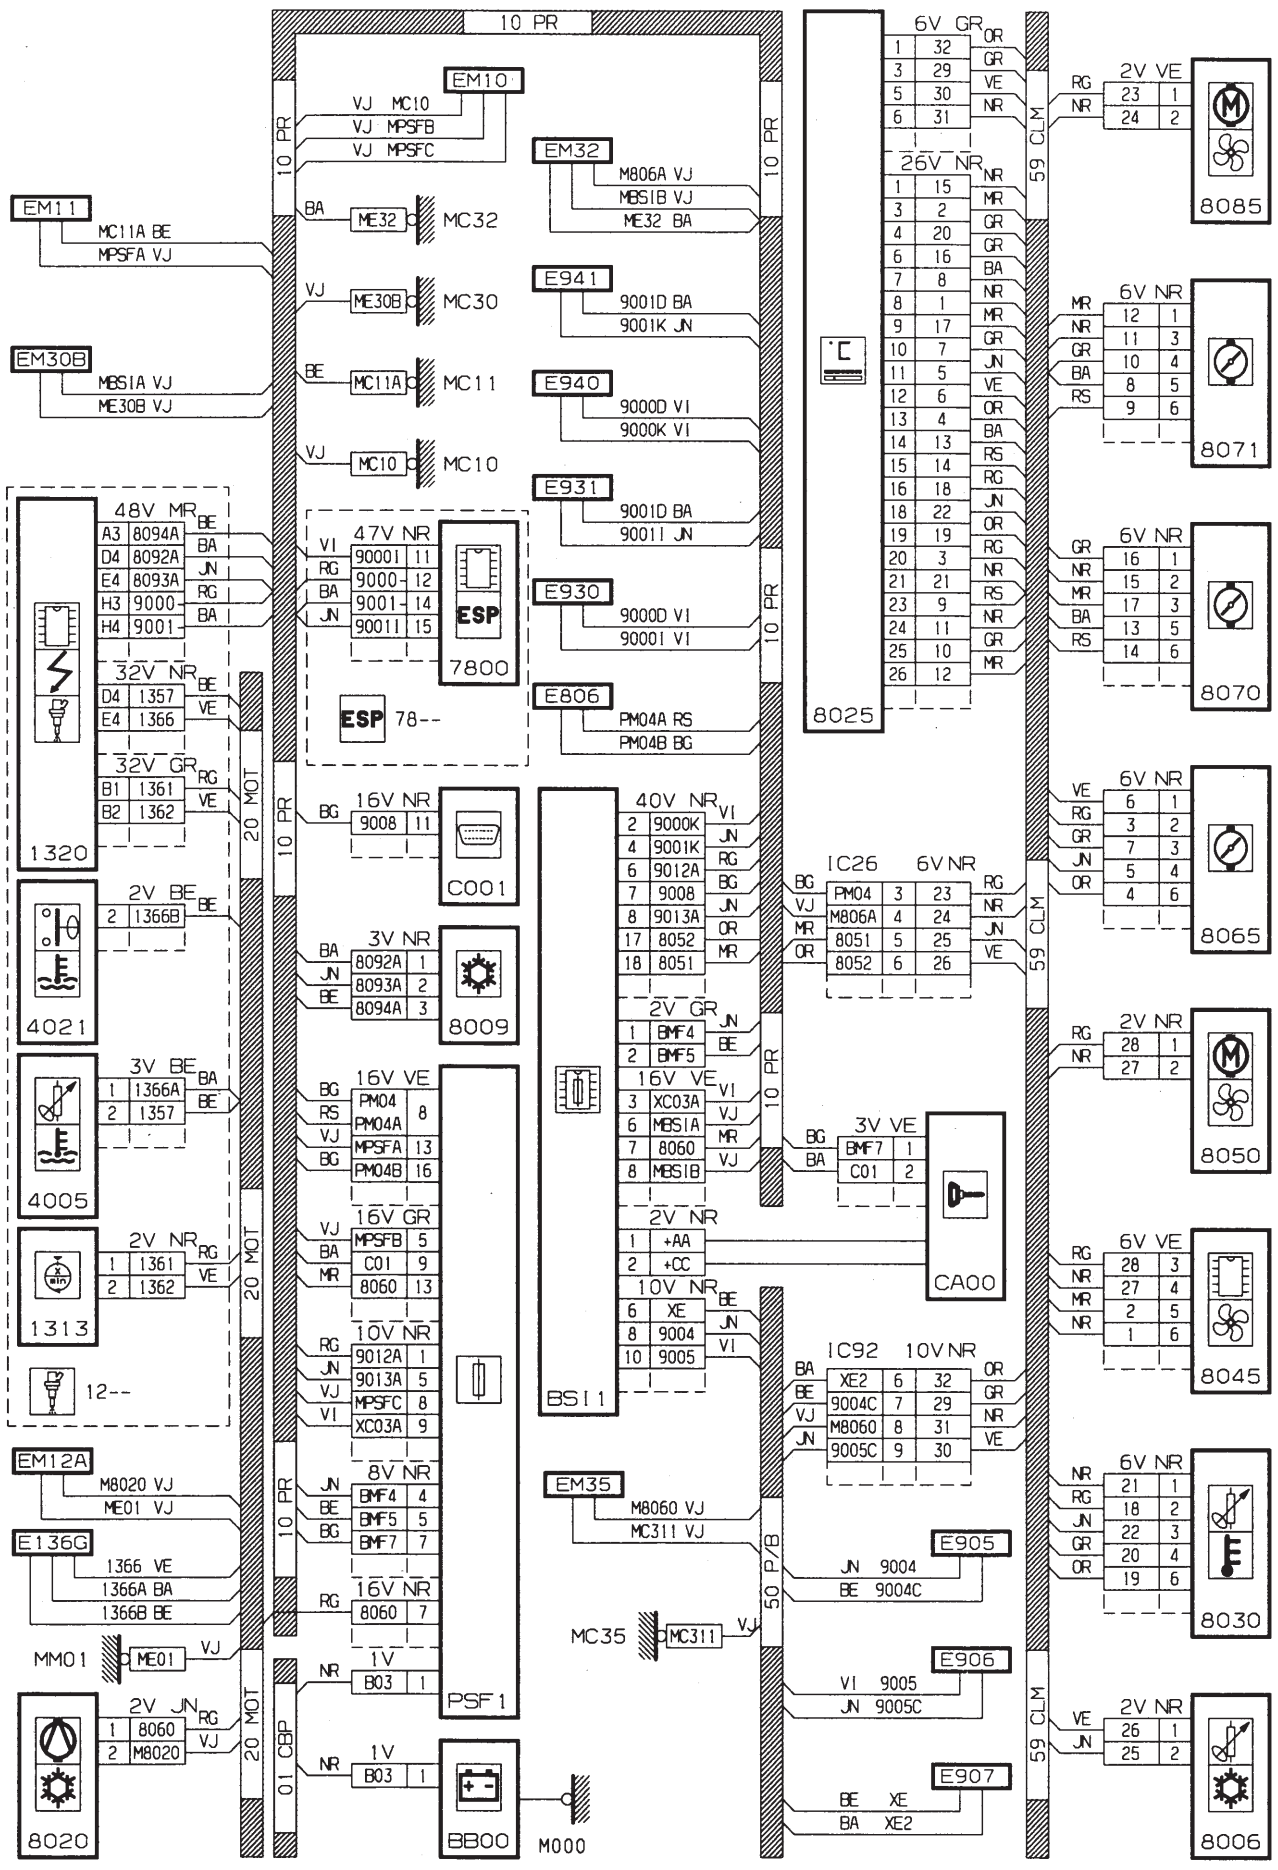 10 PR
EM10
VJ MC10
VJ MPSFB
VJ MPSFC
10 PR
EM11
MC11A BE
MPSFA VJ
EM30B
MBSIA VJ
ME30B VJ
BA ME32 MC32
VJ ME30B MC30
BE MC11A MC11
VJ MC10 MC10
EM32
M806A VJ
MBSIB VJ
ME32 BA
10 PR
E941
9001D BA
9001K JN
E940
9000D VI
9000K VI
E931
9001D BA
9001I JN
E930
9000D VI
9000I VI
10 PR
E806
PM04A RS
PM04B BG
48V MR
A3 8094A BE
D4 8092A BA
E4 8093A JN
H3 9000- RG
H4 9001- BA
32V NR
D4 1357 BE
E4 1366 VE
32V GR
B1 1361 RG
B2 1362 VE
1320
20 MOT
10 PR
2V BE
2 1366B BE
4021
3V BE
1 1366A BA
2 1357 BE
4005
2V NR
1 1361 RG
2 1362 VE
x
min
1313
20 MOT
12--
EM12A
M8020 VJ
ME01 VJ
E136G
1366 VE
1366A BA
1366B BE
MM01 ME01 VJ
2V JN
1 8060 RG
2 M8020 VJ
8020
20 MOT
47V NR
VI 9000I 11
RG 9000- 12
BA 9001- 14
JN 9001I 15
ESP
7800
ESP 78--
16V NR
BG 9008 11
C001
3V NR
BA 8092A 1
JN 8093A 2
BE 8094A 3
8009
16V VE
BG PM04
8
RS PM04A
VJ MPSFA 13
BG PM04B 16
16V GR
VJ MPSFB 5
BA C01 9
MR 8060 13
10V NR
RG 9012A 1
JN 9013A 5
VJ MPSFC 8
VI XC03A 9
8V NR
JN BMF4 4
BE BMF5 5
BG BMF7 7
10 PR
16V NR
RG 8060 7
1V
NR B03 1
PSF1
01 CBP
1V
NR B03 1
+ -
BB00
M000
40V NR
2 9000K VI
4 9001K JN
6 9012A RG
7 9008 BG
8 9013A JN
17 8052 OR
18 8051 MR
2V GR
1 BMF4 JN
2 BMF5 BE
16V VE
3 XC03A VI
6 MBSIA VJ
7 8060 MR
8 MBSIB VJ
2V NR
1 +AA
2 +CC
10V NR
6 XE BE
8 9004 JN
10 9005 VI
BSI1
10 PR
3V VE
BG BMF7 1
BA C01 2
CA00
IC26 6V NR
BG PM04 3 23 RG
VJ M806A 4 24 NR
MR 8051 5 25 JN
OR 8052 6 26 VE
IC92 10V NR
BA XE2 6 32 OR
BE 9004C 7 29 GR
VJ M8060 8 31 NR
JN 9005C 9 30 VE
EM35
M8060 VJ
MC311 VJ
50 P/B
MC35 MC311 VJ
E905
JN 9004
BE 9004C
E906
VI 9005
JN 9005C
E907
BE XE
BA XE2
6V GR
1 32 OR
3 29 GR
5 30 VE
6 31 NR
26V NR
1 15 NR
3 2 MR
4 20 GR
6 16 GR
7 8 BA
8 1 NR
9 17 MR
10 7 GR
11 5 JN
12 6 VE
13 4 OR
14 13 BA
15 14 RS
16 18 RG
18 22 JN
19 19 OR
20 3 RG
21 21 NR
23 9 RS
24 11 NR
25 10 GR
26 12 MR
°C
8025
59 CLM
2V VE
RG 23 1
NR 24 2
M
8085
6V NR
MR 12 1
NR 11 3
GR 10 4
BA 8 5
RS 9 6
8071
6V NR
GR 16 1
NR 15 2
MR 17 3
BA 13 5
RS 14 6
8070
6V NR
VE 6 1
RG 3 2
GR 7 3
JN 5 4
OR 4 6
8065
59 CLM
2V NR
RG 28 1
NR 27 2
M
8050
6V VE
RG 28 3
NR 27 4
MR 2 5
NR 1 6
8045
6V NR
NR 21 1
RG 18 2
JN 22 3
GR 20 4
OR 19 6
8030
59 CLM
2V NR
VE 26 1
JN 25 2
8006